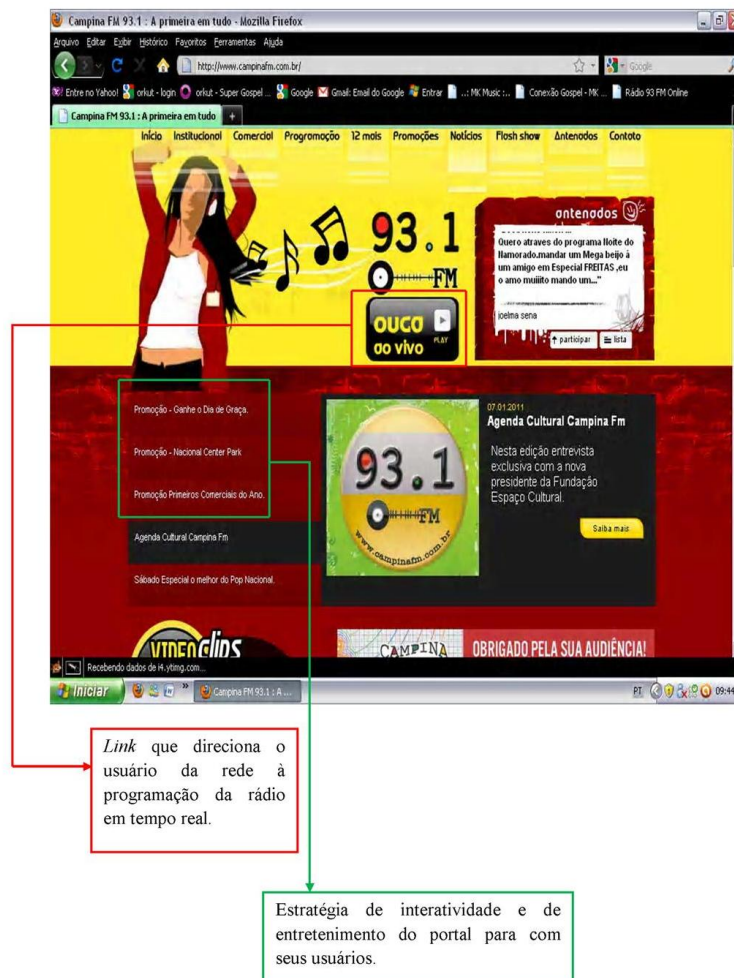 Campina FM 93.1 : A primeira em tudo - Mozilla Firefox
Arquivo Editar Exibir Histórico Favoritos Ferramentas Ajuda
http://www.campinafm.com.br/
Google
Entre no Yahoo! orkut - login orkut - Super Gospel ... Google Gmail: Email do Google Entrar ..: MK Music :.. Conexão Gospel - MK ... Rádio 93 FM Online
Campina FM 93.1 : A primeira em tudo +
Início Institucional Comercial Programação 12 mais Promoções Notícias Flash show Antenados Contato
93.1
FM
ouça
ao vivo
PLAY
antenados
Quero atraves do programa Noite do
Namorado.mandar um Mega beijo á
um amigo em Especial FREITAS ,eu
o amo muiiito mando um..."
joelma sena
participar lista
Promoção - Ganhe o Dia de Graça.
Promoção - Nacional Center Park
Promoção Primeiros Comerciais do Ano.
Agenda Cultural Campina Fm
Sábado Especial o melhor do Pop Nacional.
93.1
FM
www.campinafm.com.br
07.01.2011
Agenda Cultural Campina Fm
Nesta edição entrevista
exclusiva com a nova
presidente da Fundação
Espaço Cultural.
Saiba mais
VIDEO clips
CAMPINA
OBRIGADO PELA SUA AUDIÊNCIA!
Recebendo dados de i4.ytimg.com...
Iniciar
»
Campina FM 93.1 : A ...
PT
09:44
Link que direciona o
usuário da rede à
programação da rádio
em tempo real.
Estratégia de interatividade e de
entretenimento do portal para com
seus usuários.